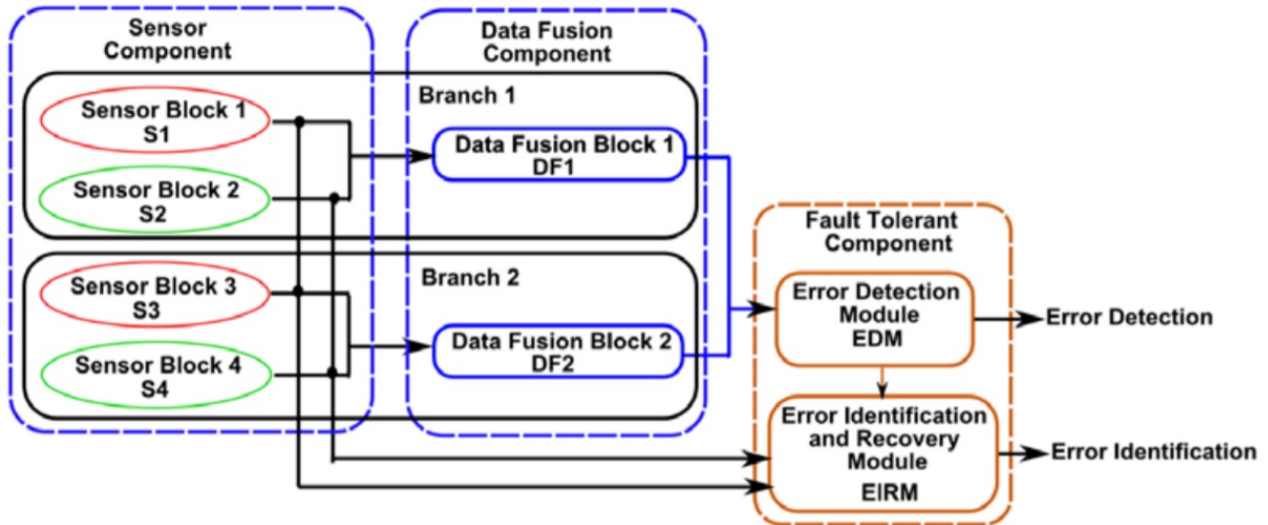 Sensor
Component
Data Fusion
Component
Branch 1
Sensor Block 1
S1
Data Fusion Block 1
DF1
Sensor Block 2
S2
Fault Tolerant
Component
Branch 2
Sensor Block 3
S3
Error Detection
Module
EDM
Error Detection
Data Fusion Block 2
DF2
Sensor Block 4
S4
Error Identification
and Recovery
Module
EIRM
Error Identification